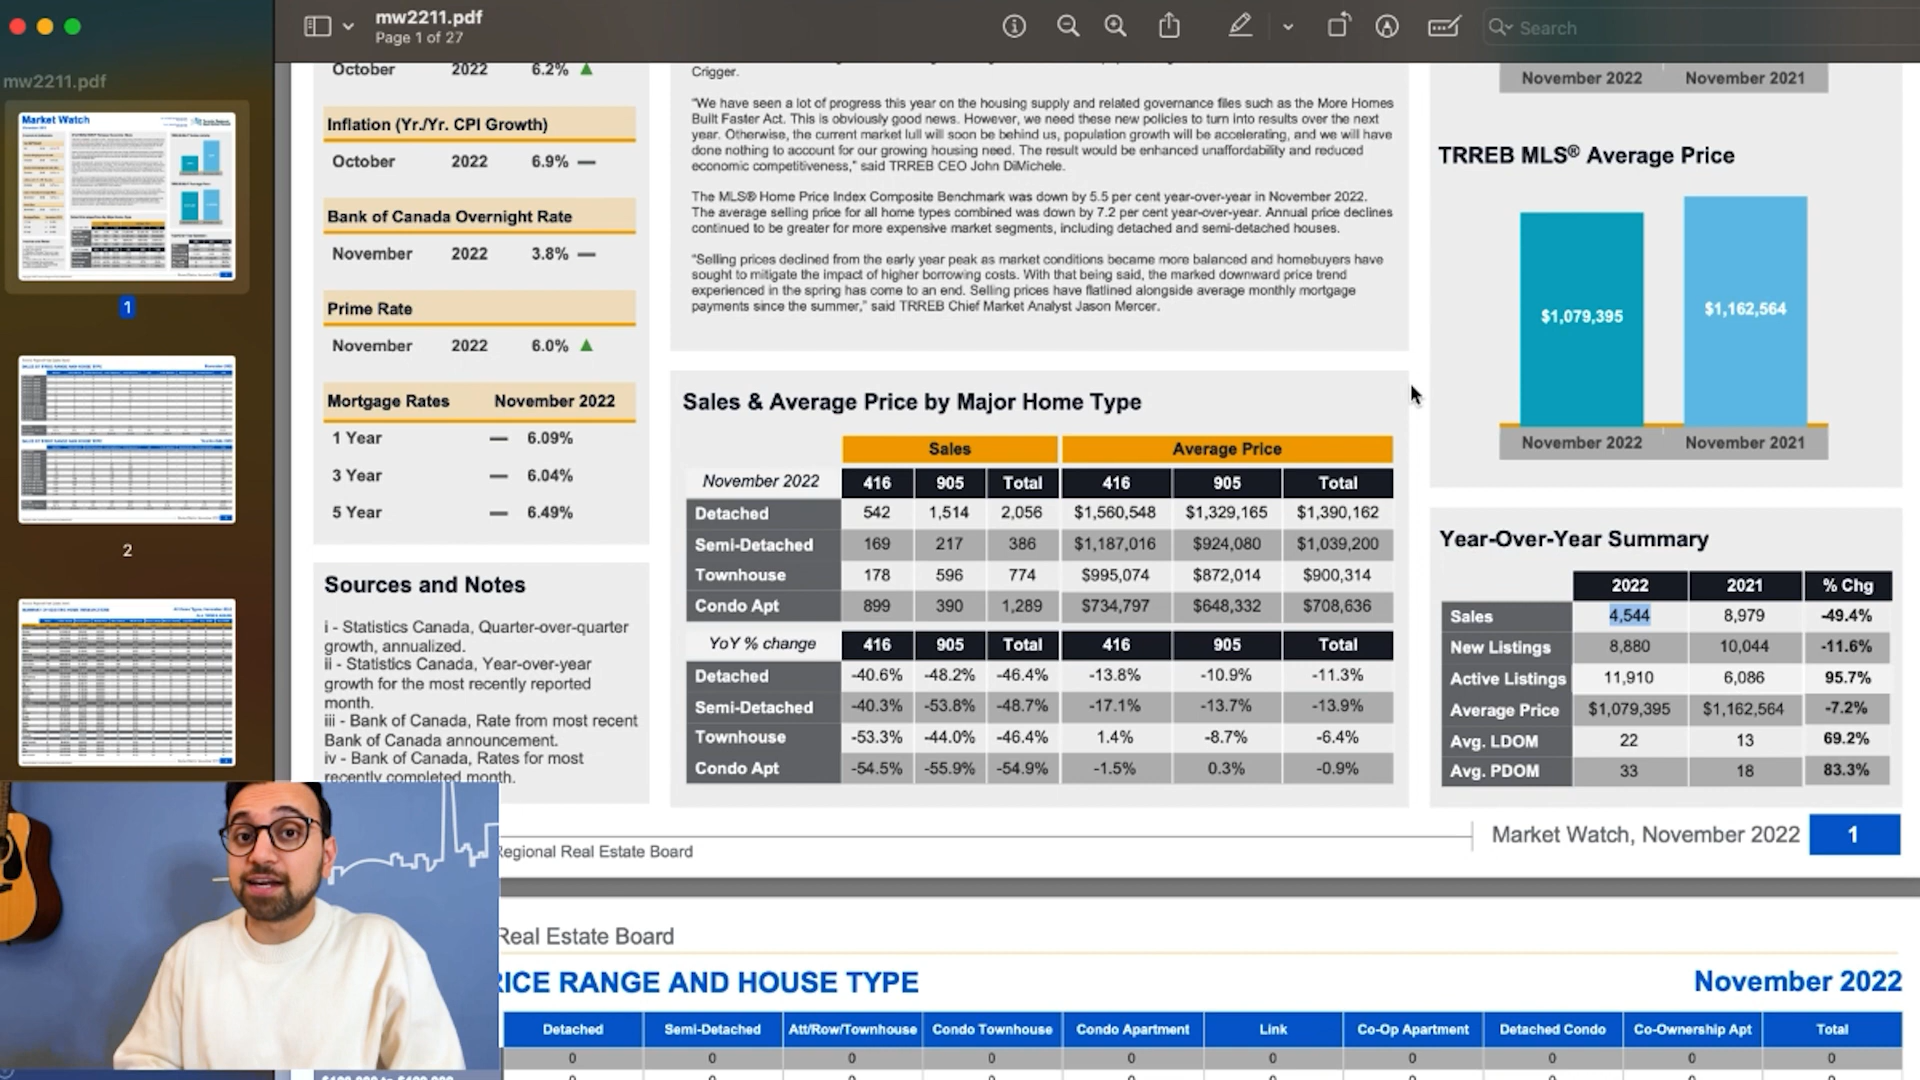 mw2211.pdf
Page 1 of 27
Search
mw2211.pdf
Market Watch
1
2
October 2022 6.2%
Inflation (Yr./Yr. CPI Growth)
October 2022 6.9% —
Bank of Canada Overnight Rate
November 2022 3.8% —
Prime Rate
November 2022 6.0%
Mortgage Rates November 2022
1 Year — 6.09%
3 Year — 6.04%
5 Year — 6.49%
Sources and Notes
i - Statistics Canada, Quarter-over-quarter
growth, annualized.
ii - Statistics Canada, Year-over-year
growth for the most recently reported
month.
iii - Bank of Canada, Rate from most recent
Bank of Canada announcement.
iv - Bank of Canada, Rates for most
recently completed month.
Crigger.
"We have seen a lot of progress this year on the housing supply and related governance files such as the More Homes
Built Faster Act. This is obviously good news. However, we need these new policies to turn into results over the next
year. Otherwise, the current market lull will soon be behind us, population growth will be accelerating, and we will have
done nothing to account for our growing housing need. The result would be enhanced unaffordability and reduced
economic competitiveness," said TRREB CEO John DiMichele.
The MLS® Home Price Index Composite Benchmark was down by 5.5 per cent year-over-year in November 2022.
The average selling price for all home types combined was down by 7.2 per cent year-over-year. Annual price declines
continued to be greater for more expensive market segments, including detached and semi-detached houses.
"Selling prices declined from the early year peak as market conditions became more balanced and homebuyers have
sought to mitigate the impact of higher borrowing costs. With that being said, the marked downward price trend
experienced in the spring has come to an end. Selling prices have flatlined alongside average monthly mortgage
payments since the summer," said TRREB Chief Market Analyst Jason Mercer.
Sales & Average Price by Major Home Type
Sales Average Price
November 2022 416 905 Total 416 905 Total
Detached 542 1,514 2,056 $1,560,548 $1,329,165 $1,390,162
Semi-Detached 169 217 386 $1,187,016 $924,080 $1,039,200
Townhouse 178 596 774 $995,074 $872,014 $900,314
Condo Apt 899 390 1,289 $734,797 $648,332 $708,636
YoY % change 416 905 Total 416 905 Total
Detached -40.6% -48.2% -46.4% -13.8% -10.9% -11.3%
Semi-Detached -40.3% -53.8% -48.7% -17.1% -13.7% -13.9%
Townhouse -53.3% -44.0% -46.4% 1.4% -8.7% -6.4%
Condo Apt -54.5% -55.9% -54.9% -1.5% 0.3% -0.9%
November 2022 November 2021
TRREB MLS® Average Price
$1,079,395 $1,162,564
November 2022 November 2021
Year-Over-Year Summary
2022 2021 % Chg
Sales 4,544 8,979 -49.4%
New Listings 8,880 10,044 -11.6%
Active Listings 11,910 6,086 95.7%
Average Price $1,079,395 $1,162,564 -7.2%
Avg. LDOM 22 13 69.2%
Avg. PDOM 33 18 83.3%
Regional Real Estate Board
Market Watch, November 2022 1
Real Estate Board
RICE RANGE AND HOUSE TYPE November 2022
Detached Semi-Detached Att/Row/Townhouse Condo Townhouse Condo Apartment Link Co-Op Apartment Detached Condo Co-Ownership Apt Total
0 0 0 0 0 0 0 0 0 0